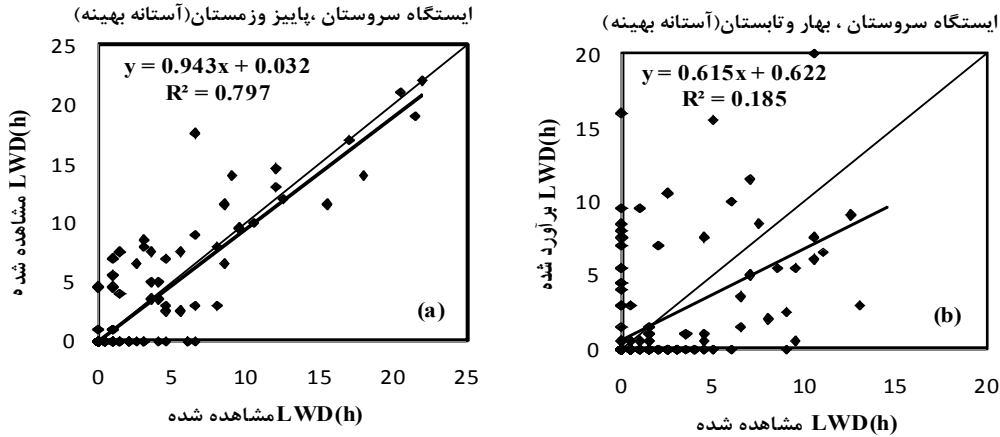 ایستگاه سروستان ،پاییز وزمستان(آستانه بهینه)
25
20
15
10
5
0
y = 0.943x + 0.032
R² = 0.797
(a)
0 5 10 15 20 25
LWD(h) مشاهده شده
LWD(h)مشاهده شده
ایستگاه سروستان ، بهار وتابستان(آستانه بهینه)
20
15
10
5
0
y = 0.615x + 0.622
R² = 0.185
(b)
0 5 10 15 20
LWD(h) برآورد شده
LWD(h) مشاهده شده